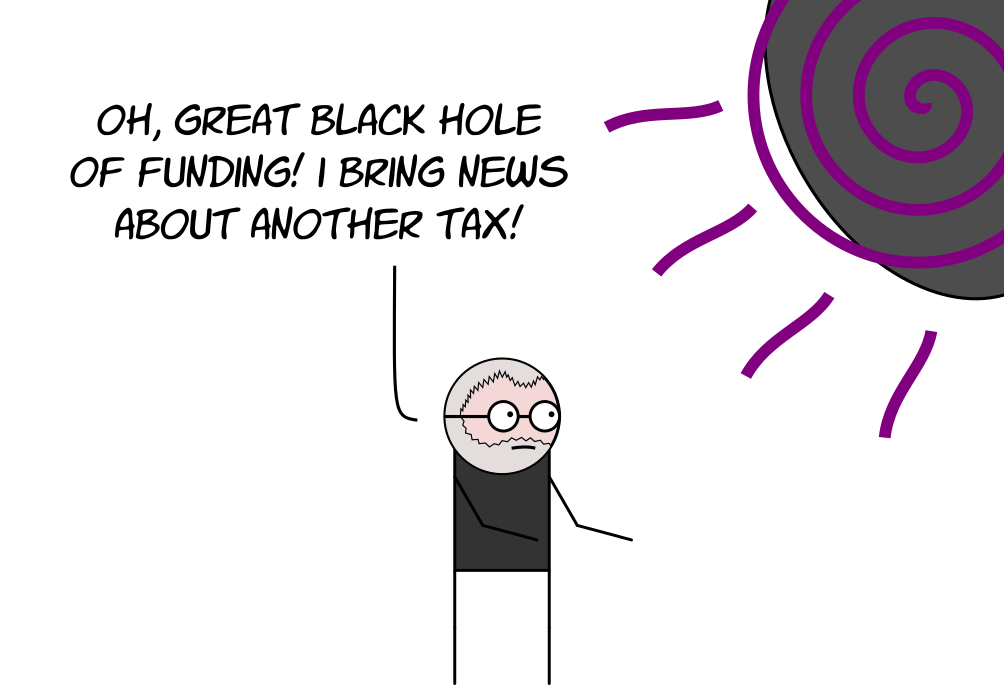 OH, GREAT BLACK HOLE
OF FUNDING! I BRING NEWS
ABOUT ANOTHER TAX!